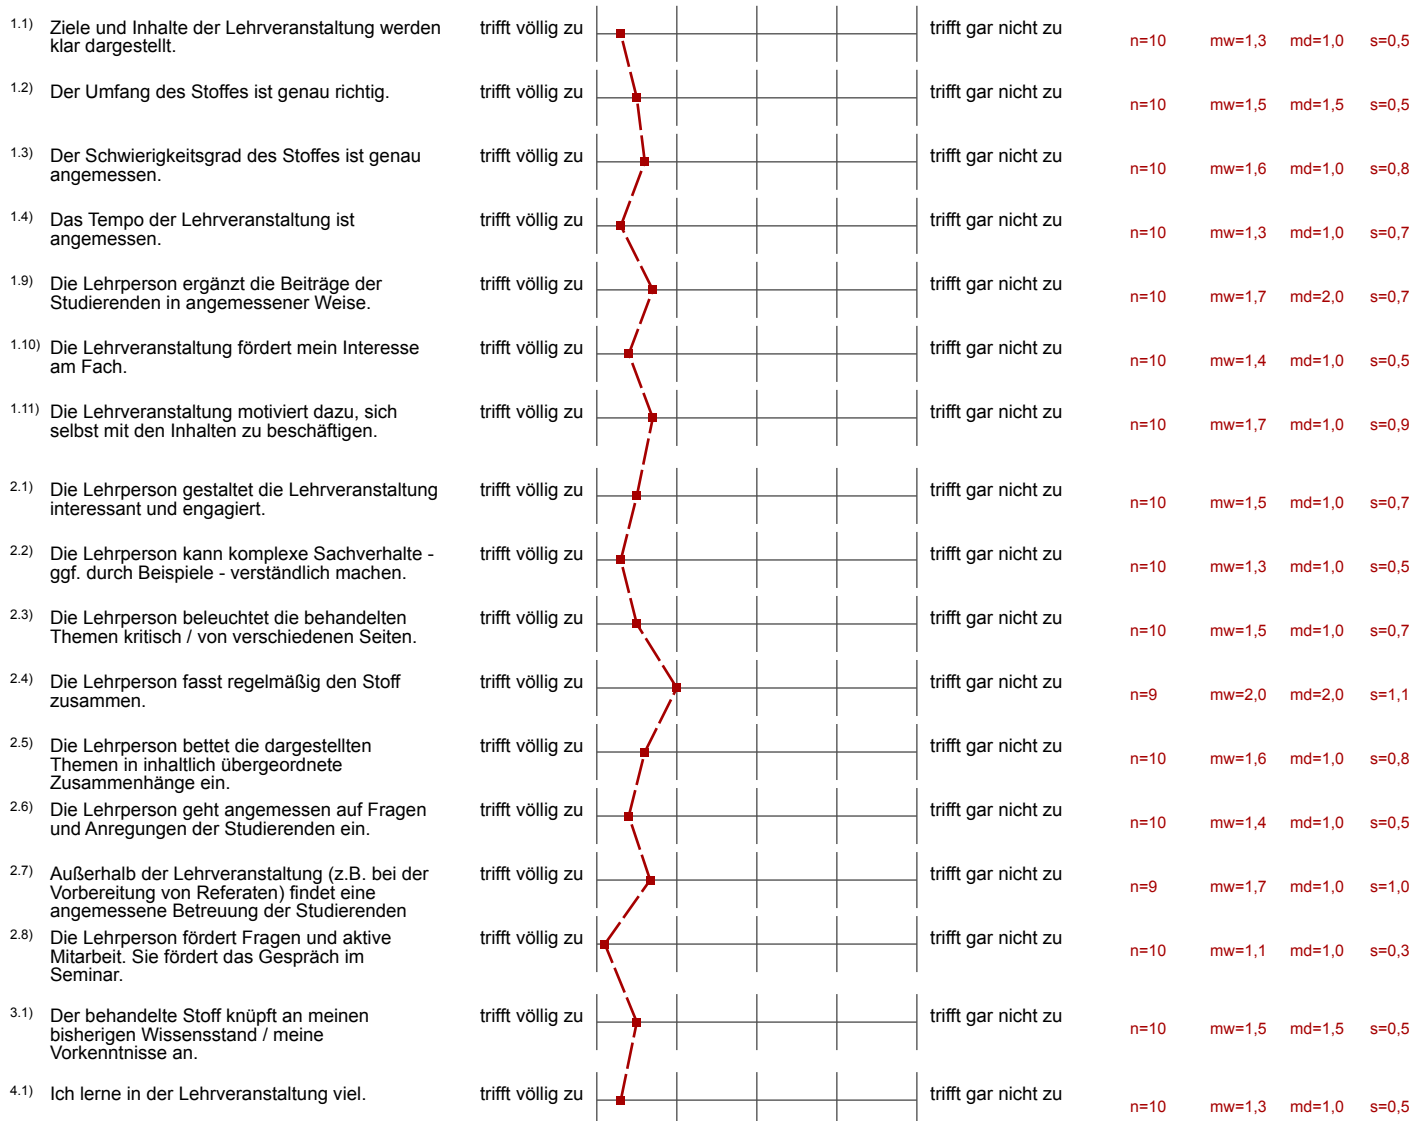 1.1) Ziele und Inhalte der Lehrveranstaltung werden trifft völlig zu trifft gar nicht zu
klar dargestellt. n=10 mw=1,3 md=1,0 s=0,5
1.2) Der Umfang des Stoffes ist genau richtig. trifft völlig zu trifft gar nicht zu
n=10 mw=1,5 md=1,5 s=0,5
1.3) Der Schwierigkeitsgrad des Stoffes ist genau trifft völlig zu trifft gar nicht zu
angemessen. n=10 mw=1,6 md=1,0 s=0,8
1.4) Das Tempo der Lehrveranstaltung ist trifft völlig zu trifft gar nicht zu
angemessen. n=10 mw=1,3 md=1,0 s=0,7
1.9) Die Lehrperson ergänzt die Beiträge der trifft völlig zu trifft gar nicht zu
Studierenden in angemessener Weise. n=10 mw=1,7 md=2,0 s=0,7
1.10) Die Lehrveranstaltung fördert mein Interesse trifft völlig zu trifft gar nicht zu
am Fach. n=10 mw=1,4 md=1,0 s=0,5
1.11) Die Lehrveranstaltung motiviert dazu, sich trifft völlig zu trifft gar nicht zu
selbst mit den Inhalten zu beschäftigen. n=10 mw=1,7 md=1,0 s=0,9
2.1) Die Lehrperson gestaltet die Lehrveranstaltung trifft völlig zu trifft gar nicht zu
interessant und engagiert. n=10 mw=1,5 md=1,0 s=0,7
2.2) Die Lehrperson kann komplexe Sachverhalte - trifft völlig zu trifft gar nicht zu
ggf. durch Beispiele - verständlich machen. n=10 mw=1,3 md=1,0 s=0,5
2.3) Die Lehrperson beleuchtet die behandelten trifft völlig zu trifft gar nicht zu
Themen kritisch / von verschiedenen Seiten. n=10 mw=1,5 md=1,0 s=0,7
2.4) Die Lehrperson fasst regelmäßig den Stoff trifft völlig zu trifft gar nicht zu
zusammen. n=9 mw=2,0 md=2,0 s=1,1
2.5) Die Lehrperson bettet die dargestellten trifft völlig zu trifft gar nicht zu
Themen in inhaltlich übergeordnete n=10 mw=1,6 md=1,0 s=0,8
Zusammenhänge ein.
2.6) Die Lehrperson geht angemessen auf Fragen trifft völlig zu trifft gar nicht zu
und Anregungen der Studierenden ein. n=10 mw=1,4 md=1,0 s=0,5
2.7) Außerhalb der Lehrveranstaltung (z.B. bei der trifft völlig zu trifft gar nicht zu
Vorbereitung von Referaten) findet eine n=9 mw=1,7 md=1,0 s=1,0
angemessene Betreuung der Studierenden
2.8) Die Lehrperson fördert Fragen und aktive trifft völlig zu trifft gar nicht zu
Mitarbeit. Sie fördert das Gespräch im n=10 mw=1,1 md=1,0 s=0,3
Seminar.
3.1) Der behandelte Stoff knüpft an meinen trifft völlig zu trifft gar nicht zu
bisherigen Wissensstand / meine n=10 mw=1,5 md=1,5 s=0,5
Vorkenntnisse an.
4.1) Ich lerne in der Lehrveranstaltung viel. trifft völlig zu trifft gar nicht zu
n=10 mw=1,3 md=1,0 s=0,5